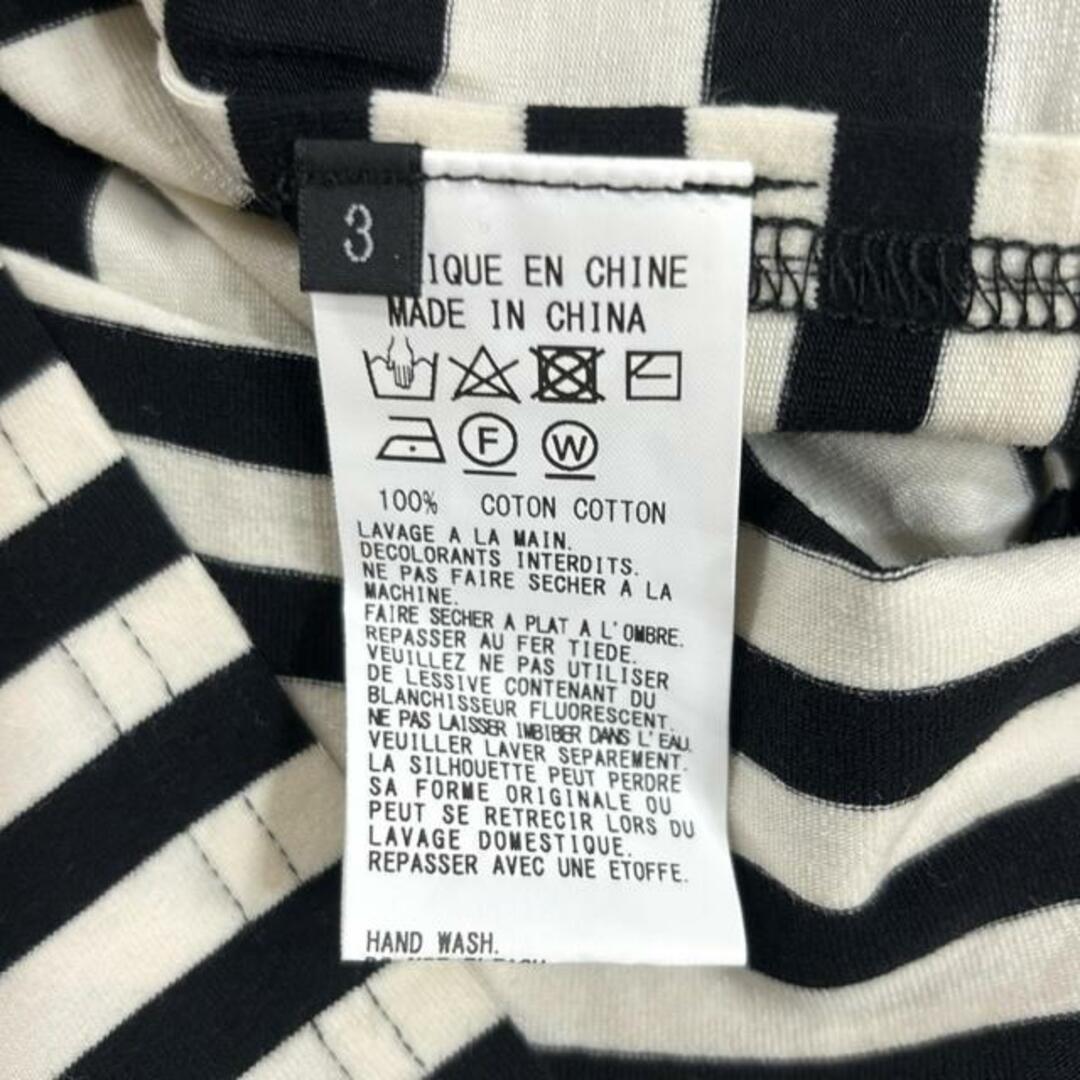 3
IQUE EN CHINE
MADE IN CHINA
F W
100% COTON COTTON
LAVAGE A LA MAIN.
DECOLORANTS INTERDITS.
NE PAS FAIRE SECHER A LA
MACHINE.
FAIRE SECHER A PLAT A L'OMBRE.
REPASSER AU FER TIEDE.
VEUILLEZ NE PAS UTILISER
DE LESSIVE CONTENANT DU
BLANCHISSEUR FLUORESCENT.
NE PAS LAISSER IMBIBER DANS L'EAU.
VEUILLER LAVER SEPAREMENT.
LA SILHOUETTE PEUT PERDRE
SA FORME ORIGINALE OU
PEUT SE RETRECIR LORS DU
LAVAGE DOMESTIQUE.
REPASSER AVEC UNE ETOFFE.
HAND WASH.